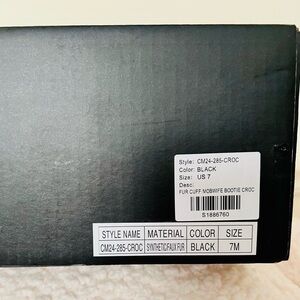 Style: CM24-285-CROC
Color: BLACK
Size: US 7
Desc:
FUR CUFF MOBWIFE BOOTIE CROC
S1886760
STYLE NAME MATERIAL COLOR SIZE
CM24-285-CROC SYNTHETIC/FAUX FUR BLACK 7M